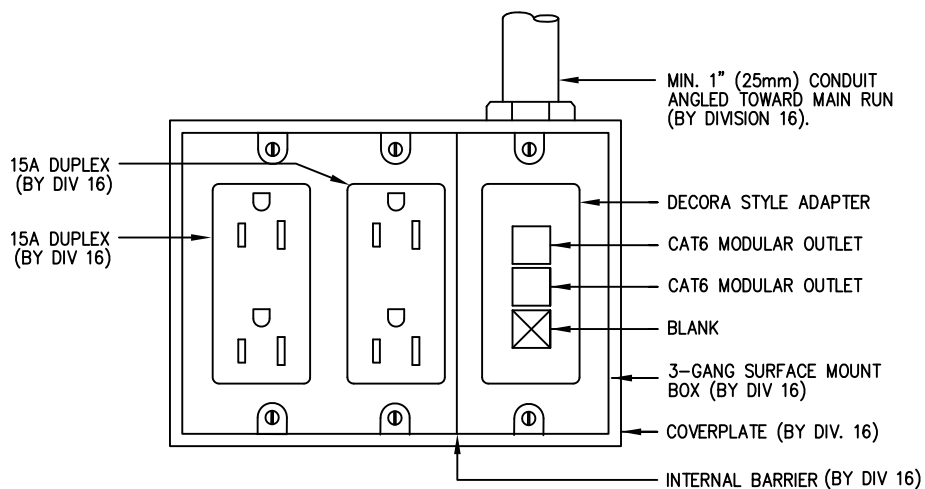 MIN. 1" (25mm) CONDUIT
ANGLED TOWARD MAIN RUN
(BY DIVISION 16).
15A DUPLEX
(BY DIV 16)
15A DUPLEX
(BY DIV 16)
DECORA STYLE ADAPTER
CAT6 MODULAR OUTLET
CAT6 MODULAR OUTLET
BLANK
3-GANG SURFACE MOUNT
BOX (BY DIV 16)
COVERPLATE (BY DIV. 16)
INTERNAL BARRIER (BY DIV 16)